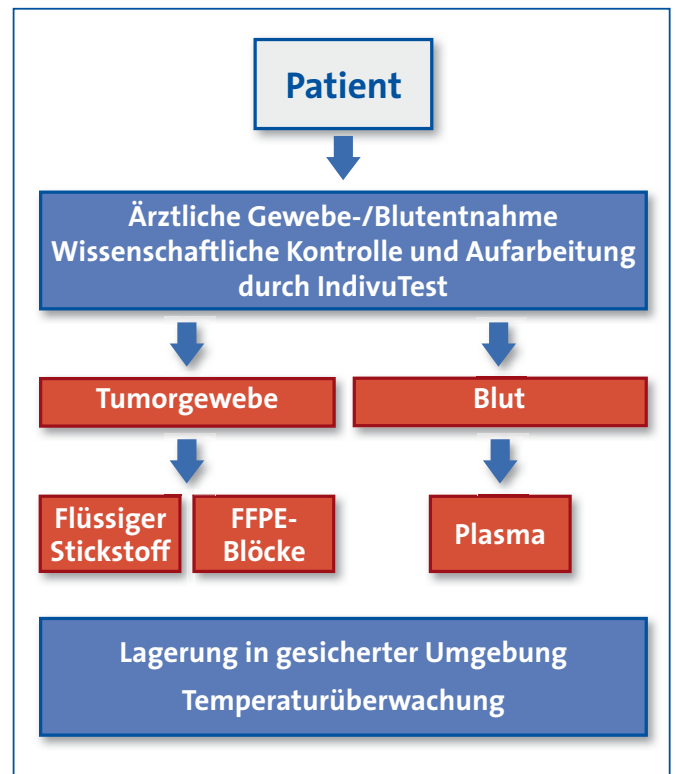 Patient
Ärztliche Gewebe-/Blutentnahme
Wissenschaftliche Kontrolle und Aufarbeitung
durch IndivuTest
Tumorgewebe
Blut
Flüssiger
Stickstoff
FFPE-
Blöcke
Plasma
Lagerung in gesicherter Umgebung
Temperaturüberwachung